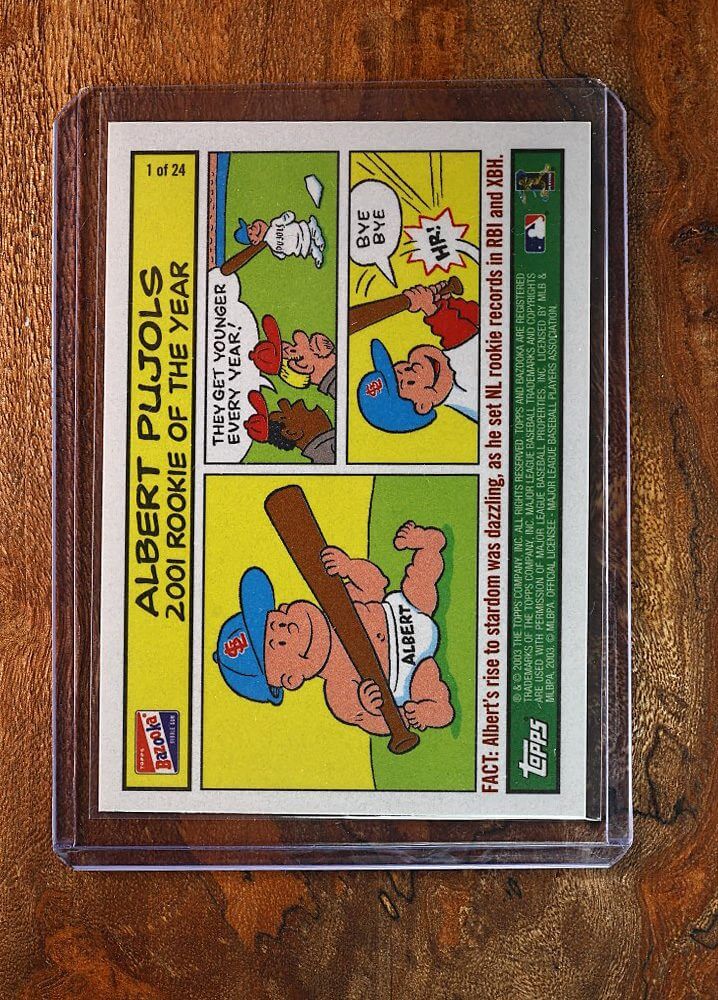 TOPPS
Bazooka
BUBBLE GUM
ALBERT PUJOLS
2001 ROOKIE OF THE YEAR
1 of 24
ALBERT
THEY GET YOUNGER
EVERY YEAR!
PUJOLS
BYE
BYE
HR!
FACT: Albert's rise to stardom was dazzling, as he set NL rookie records in RBI and XBH.
topps
® & © 2003 THE TOPPS COMPANY, INC. ALL RIGHTS RESERVED. TOPPS AND BAZOOKA ARE REGISTERED
TRADEMARKS OF THE TOPPS COMPANY, INC. MAJOR LEAGUE BASEBALL TRADEMARKS AND COPYRIGHTS
ARE USED WITH PERMISSION OF MAJOR LEAGUE BASEBALL PROPERTIES, INC. LICENSED BY MLB &
MLBPA, 2003. © MLBPA. OFFICIAL LICENSEE - MAJOR LEAGUE BASEBALL PLAYERS ASSOCIATION.